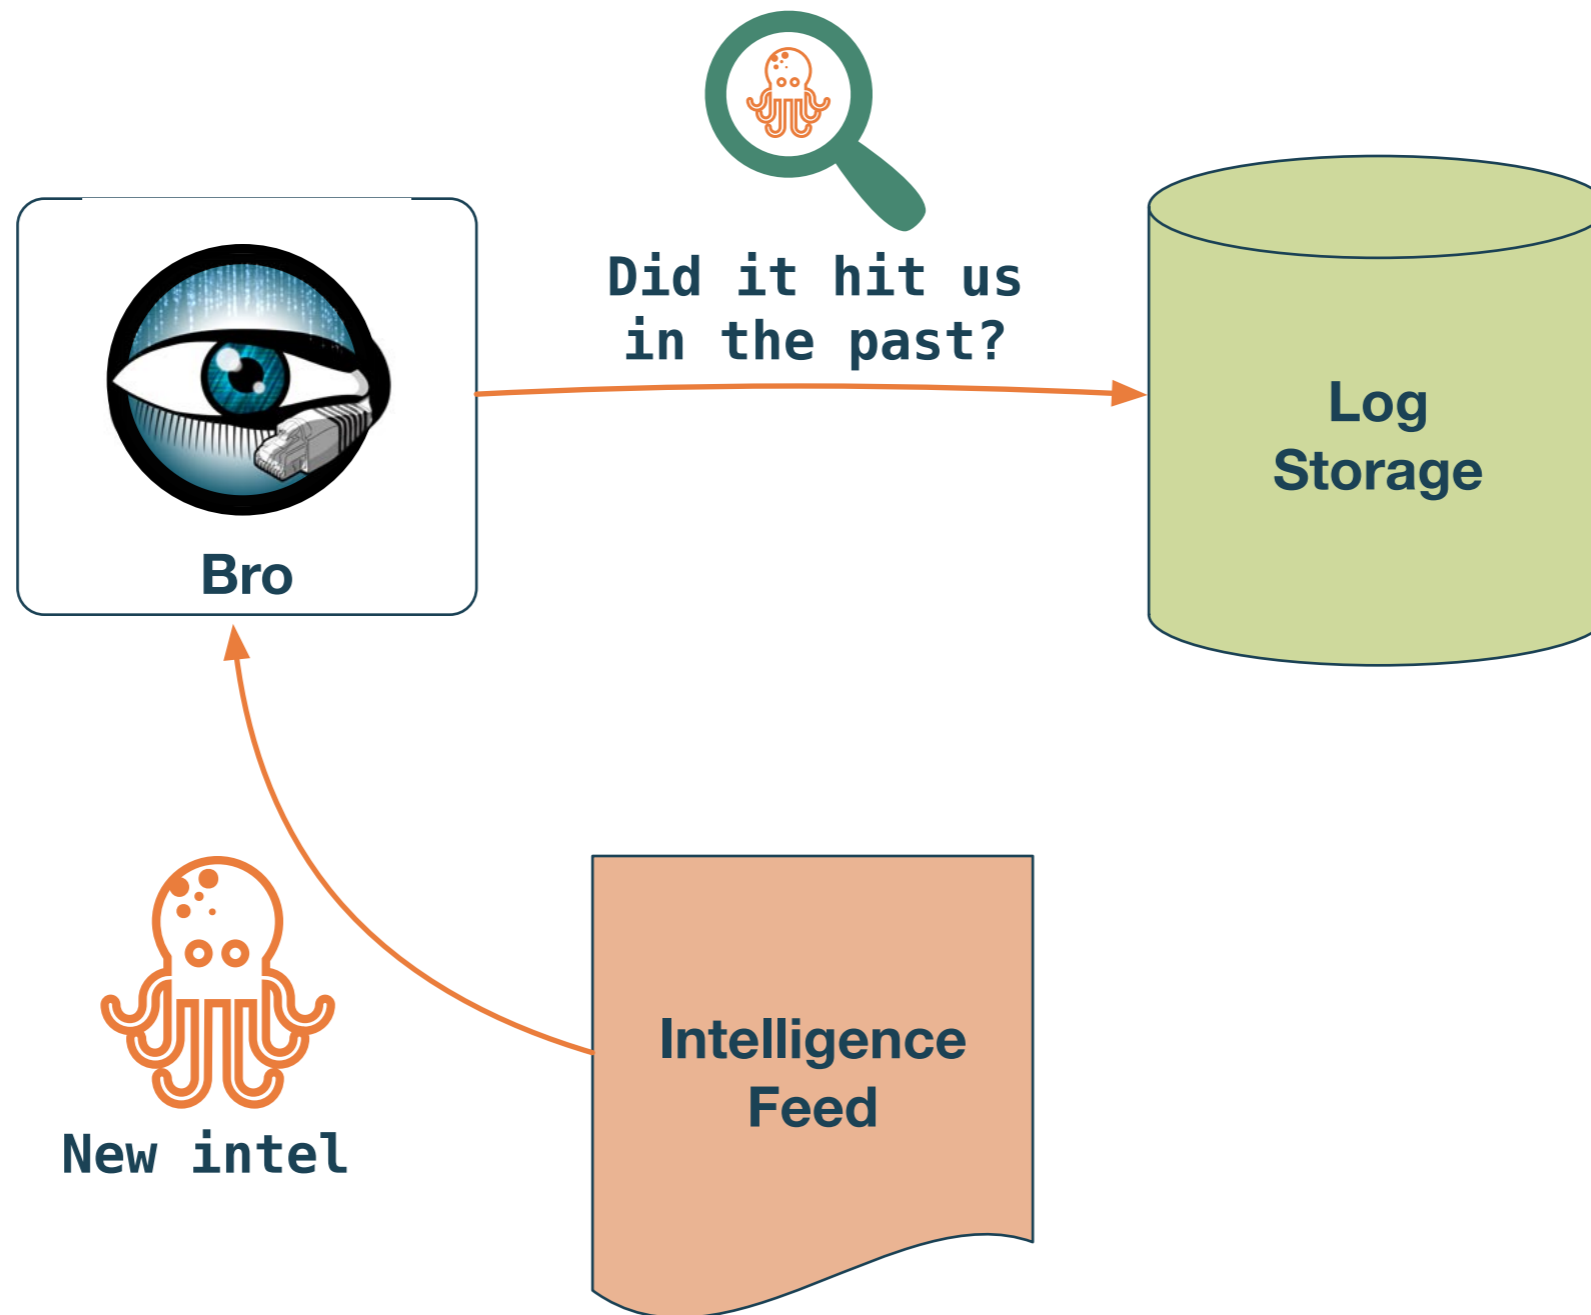 Did it hit us
in the past?
Bro
Log
Storage
New intel
Intelligence
Feed